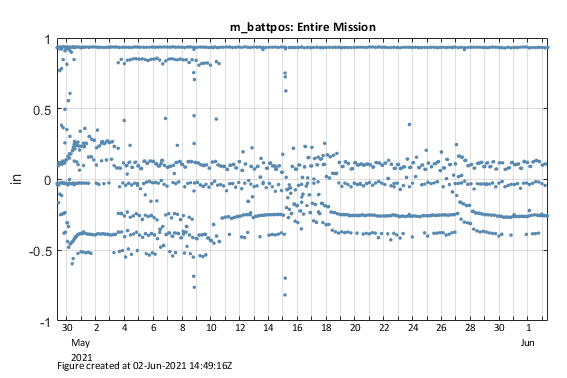 m_battpos: Entire Mission
1
0.5
0
-0.5
-1
in
30 2 4 6 8 10 12 14 16 18 20 22 24 26 28 30 1
May Jun
2021
Figure created at 02-Jun-2021 14:49:16Z